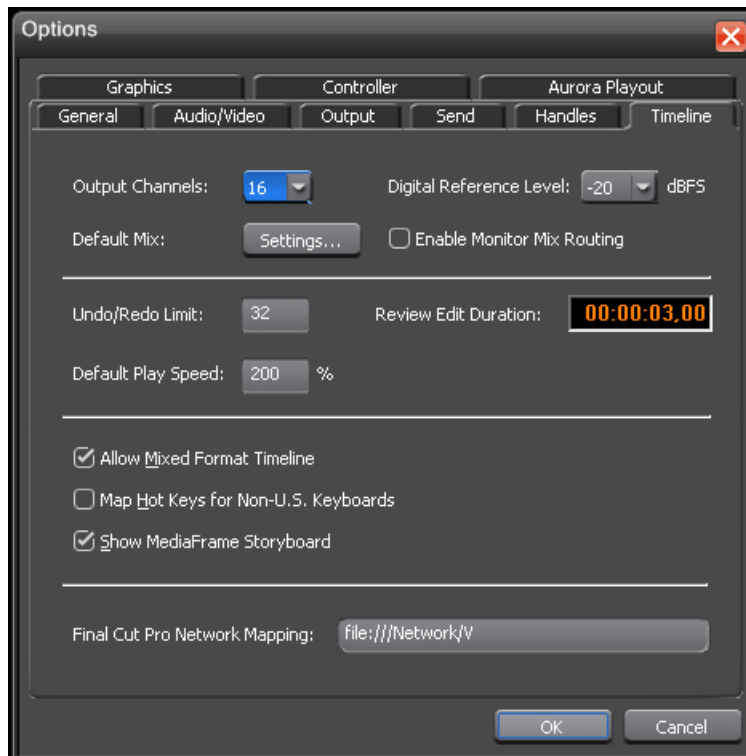 Options
Graphics Controller Aurora Playout
General Audio/Video Output Send Handles Timeline
Output Channels: 16 Digital Reference Level: -20 dBFS
Default Mix: Settings... Enable Monitor Mix Routing
Undo/Redo Limit: 32 Review Edit Duration: 00:00:03,00
Default Play Speed: 200 %
Allow Mixed Format Timeline
Map Hot Keys for Non-U.S. Keyboards
Show MediaFrame Storyboard
Final Cut Pro Network Mapping: file:///Network/V
OK Cancel